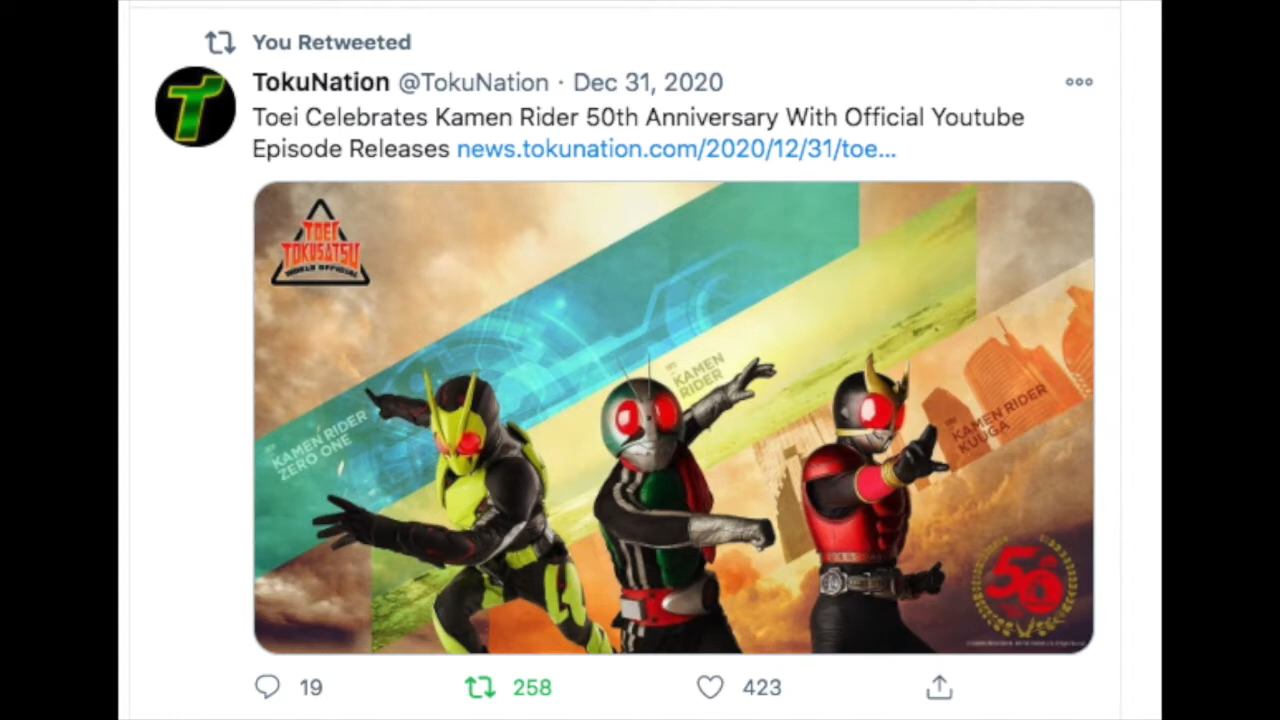 You Retweeted
TokuNation @TokuNation · Dec 31, 2020
Toei Celebrates Kamen Rider 50th Anniversary With Official Youtube
Episode Releases news.tokunation.com/2020/12/31/toe...
TOEI
TOKUSATSU
WORLD OFFICIAL
KAMEN RIDER
ZERO ONE
KAMEN
RIDER
KAMEN RIDER
KUUGA
50
19
258
423